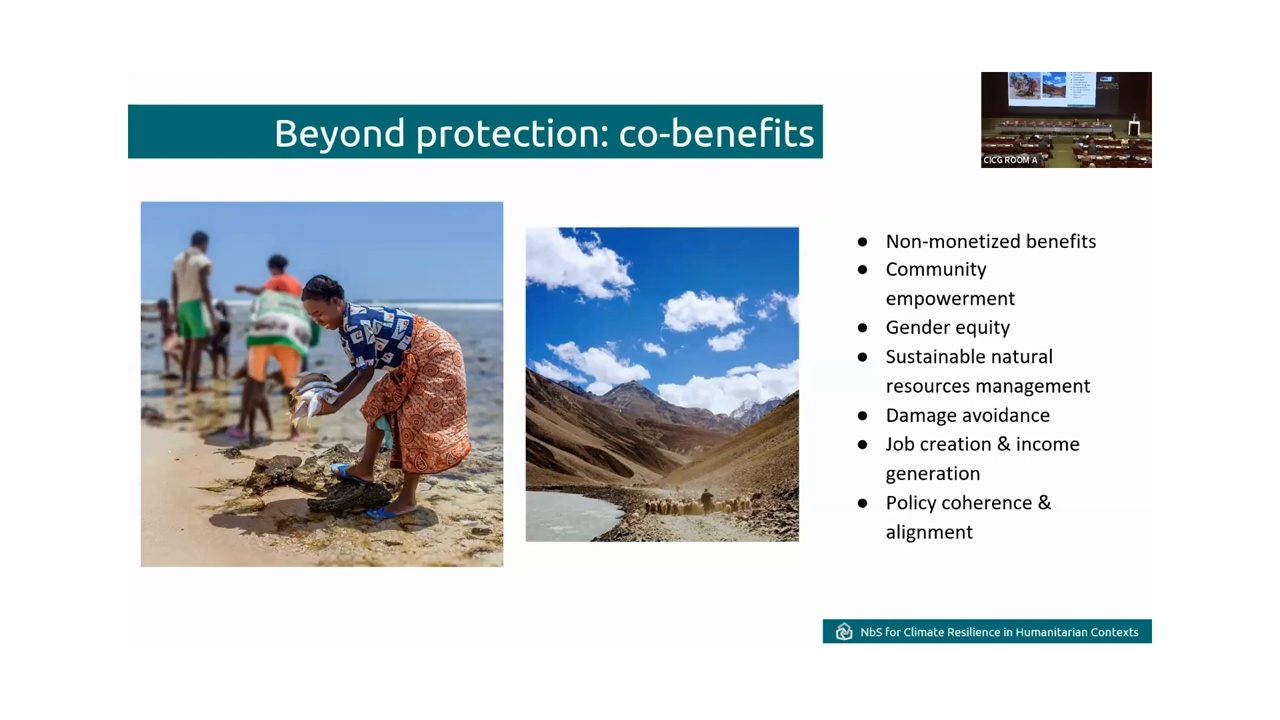 Beyond protection: co-benefits
CICG ROOM A
● Non-monetized benefits
● Community
empowerment
● Gender equity
● Sustainable natural
resources management
● Damage avoidance
● Job creation & income
generation
● Policy coherence &
alignment
NbS for Climate Resilience in Humanitarian Contexts